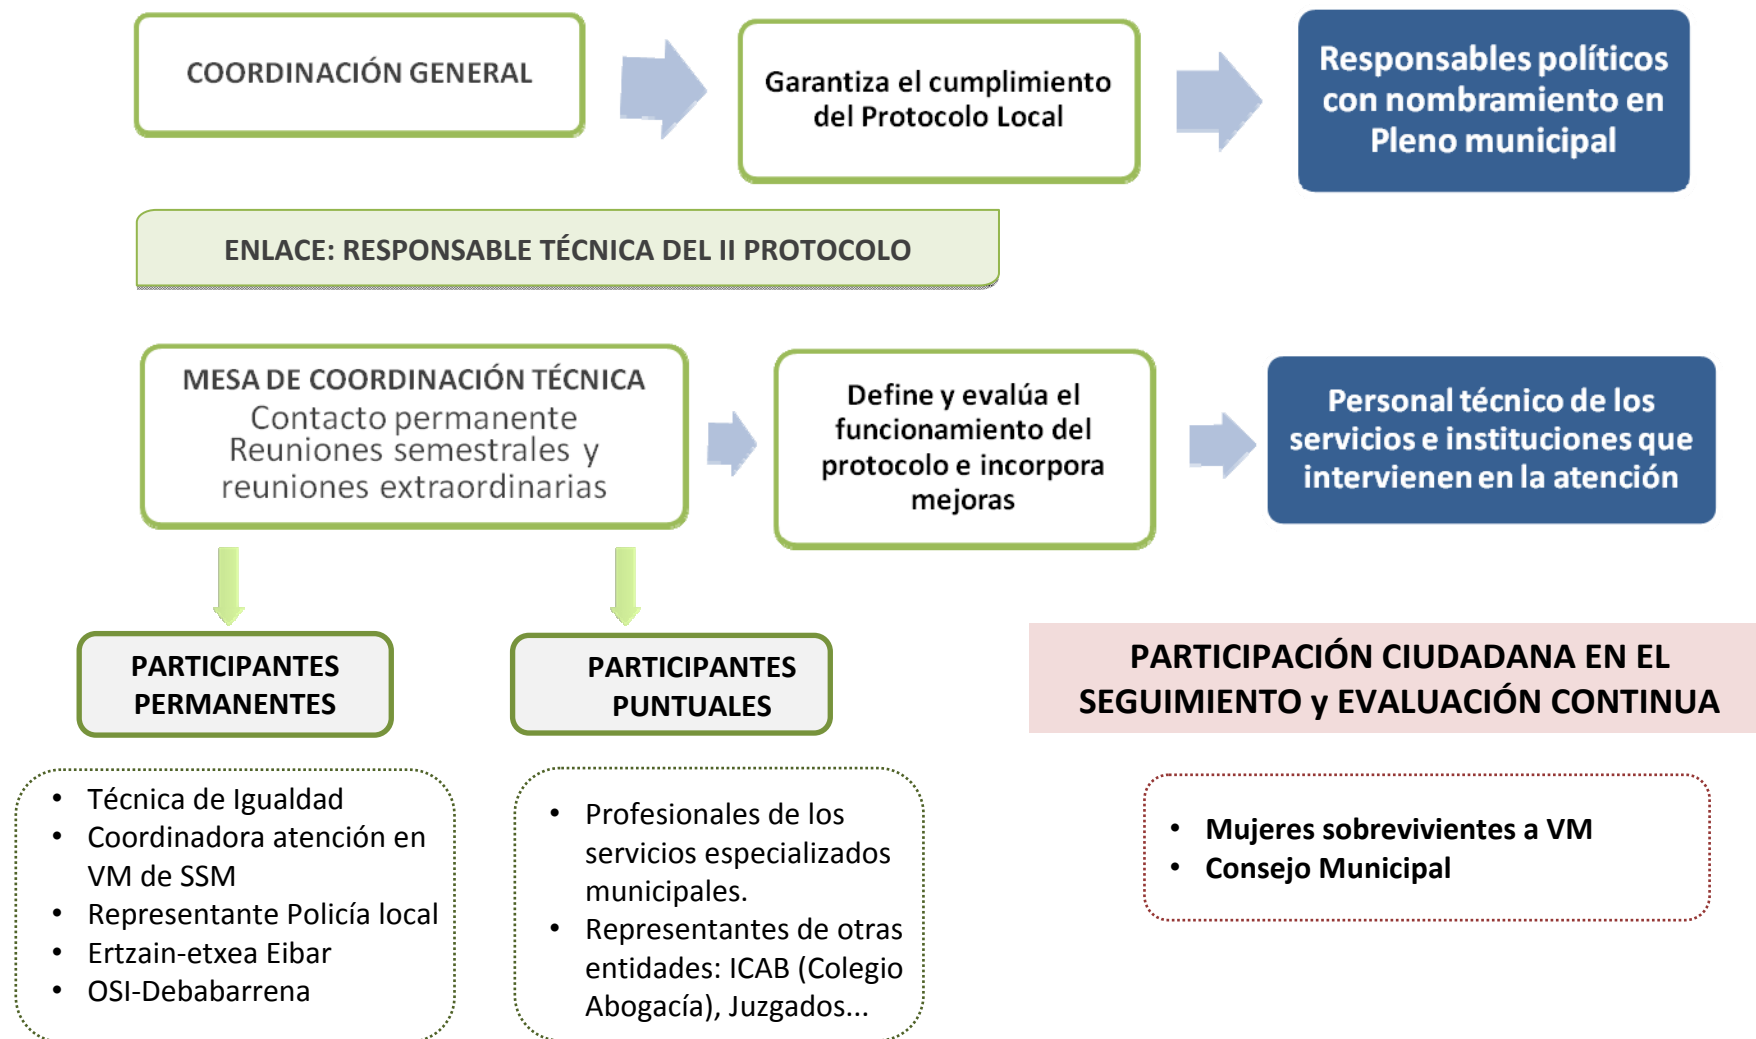 COORDINACIÓN GENERAL
Garantiza el cumplimiento
del Protocolo Local
Responsables políticos
con nombramiento en
Pleno municipal
ENLACE: RESPONSABLE TÉCNICA DEL II PROTOCOLO
MESA DE COORDINACIÓN TÉCNICA
Contacto permanente
Reuniones semestrales y
reuniones extraordinarias
Define y evalúa el
funcionamiento del
protocolo e incorpora
mejoras
Personal técnico de los
servicios e instituciones que
intervienen en la atención
PARTICIPANTES
PERMANENTES
PARTICIPANTES
PUNTUALES
PARTICIPACIÓN CIUDADANA EN EL
SEGUIMIENTO y EVALUACIÓN CONTINUA
• Técnica de Igualdad
• Coordinadora atención en
VM de SSM
• Representante Policía local
• Ertzain-etxea Eibar
• OSI-Debabarrena
• Profesionales de los
servicios especializados
municipales.
• Representantes de otras
entidades: ICAB (Colegio
Abogacía), Juzgados...
• Mujeres sobrevivientes a VM
• Consejo Municipal